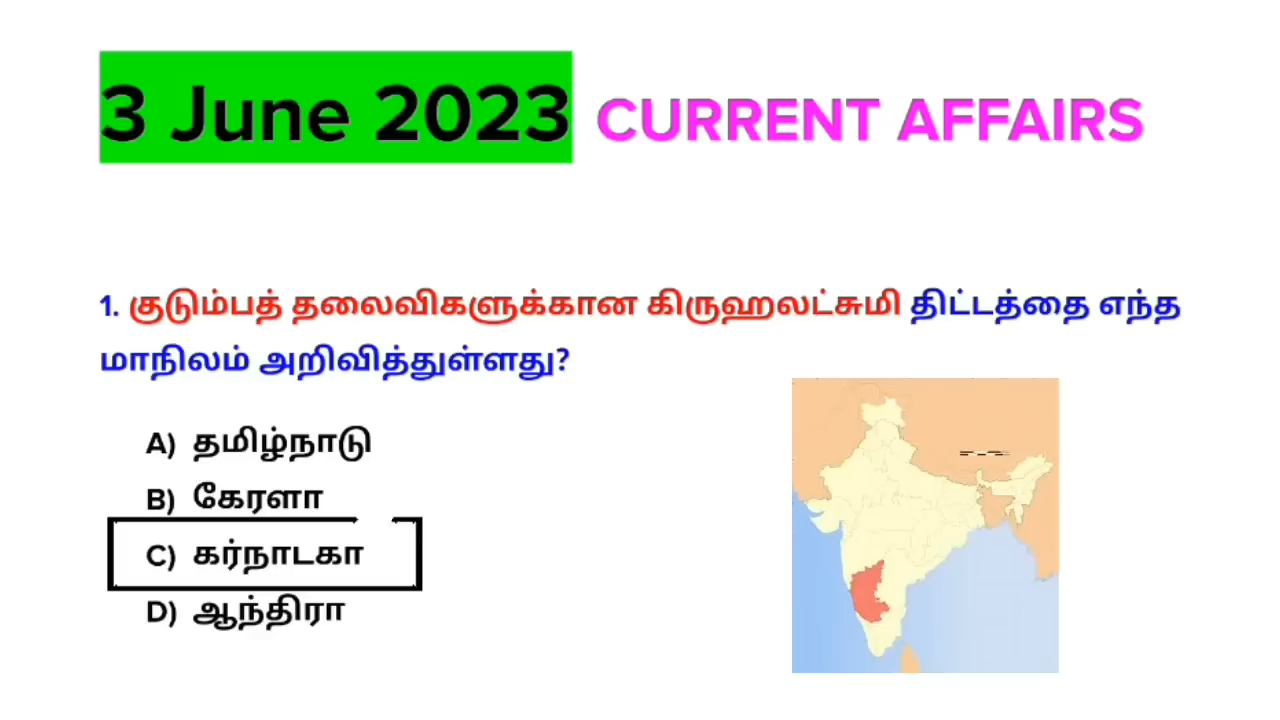 3 June 2023 CURRENT AFFAIRS
1. குடும்பத் தலைவிகளுக்கான கிருஹலட்சுமி திட்டத்தை எந்த
மாநிலம் அறிவித்துள்ளது?
A) தமிழ்நாடு
B) கேரளா
C) கர்நாடகா
D) ஆந்திரா